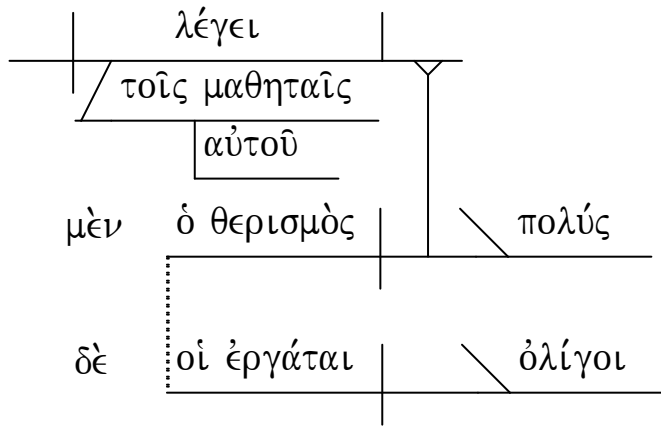 λέγει
τοῖς μαθηταῖς
αὐτοῦ
μὲν ὁ θερισμὸς πολύς
δὲ οἱ ἐργάται ὀλίγοι